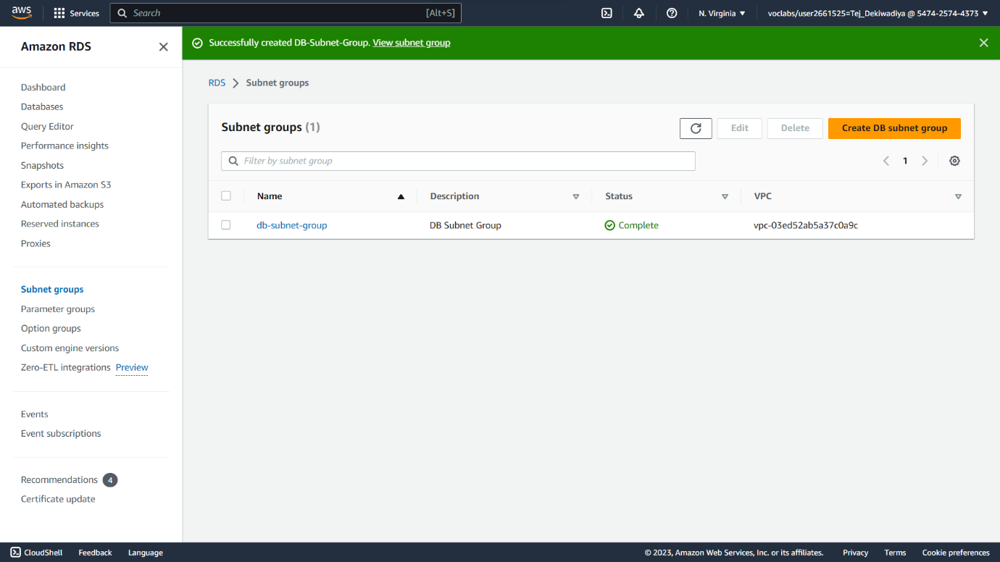 aws
Services
Search [Alt+S]
N. Virginia
voclabs/user2661525=Tej_Dekiwadiya @ 5474-2574-4373
Amazon RDS
Successfully created DB-Subnet-Group. View subnet group
Dashboard
Databases
Query Editor
Performance insights
Snapshots
Exports in Amazon S3
Automated backups
Reserved instances
Proxies
Subnet groups
Parameter groups
Option groups
Custom engine versions
Zero-ETL integrations Preview
Events
Event subscriptions
Recommendations 4
Certificate update
RDS > Subnet groups
Subnet groups (1)
Edit
Delete
Create DB subnet group
Filter by subnet group
1
Name Description Status VPC
db-subnet-group DB Subnet Group Complete vpc-03ed52ab5a37c0a9c
CloudShell Feedback Language
© 2023, Amazon Web Services, Inc. or its affiliates. Privacy Terms Cookie preferences